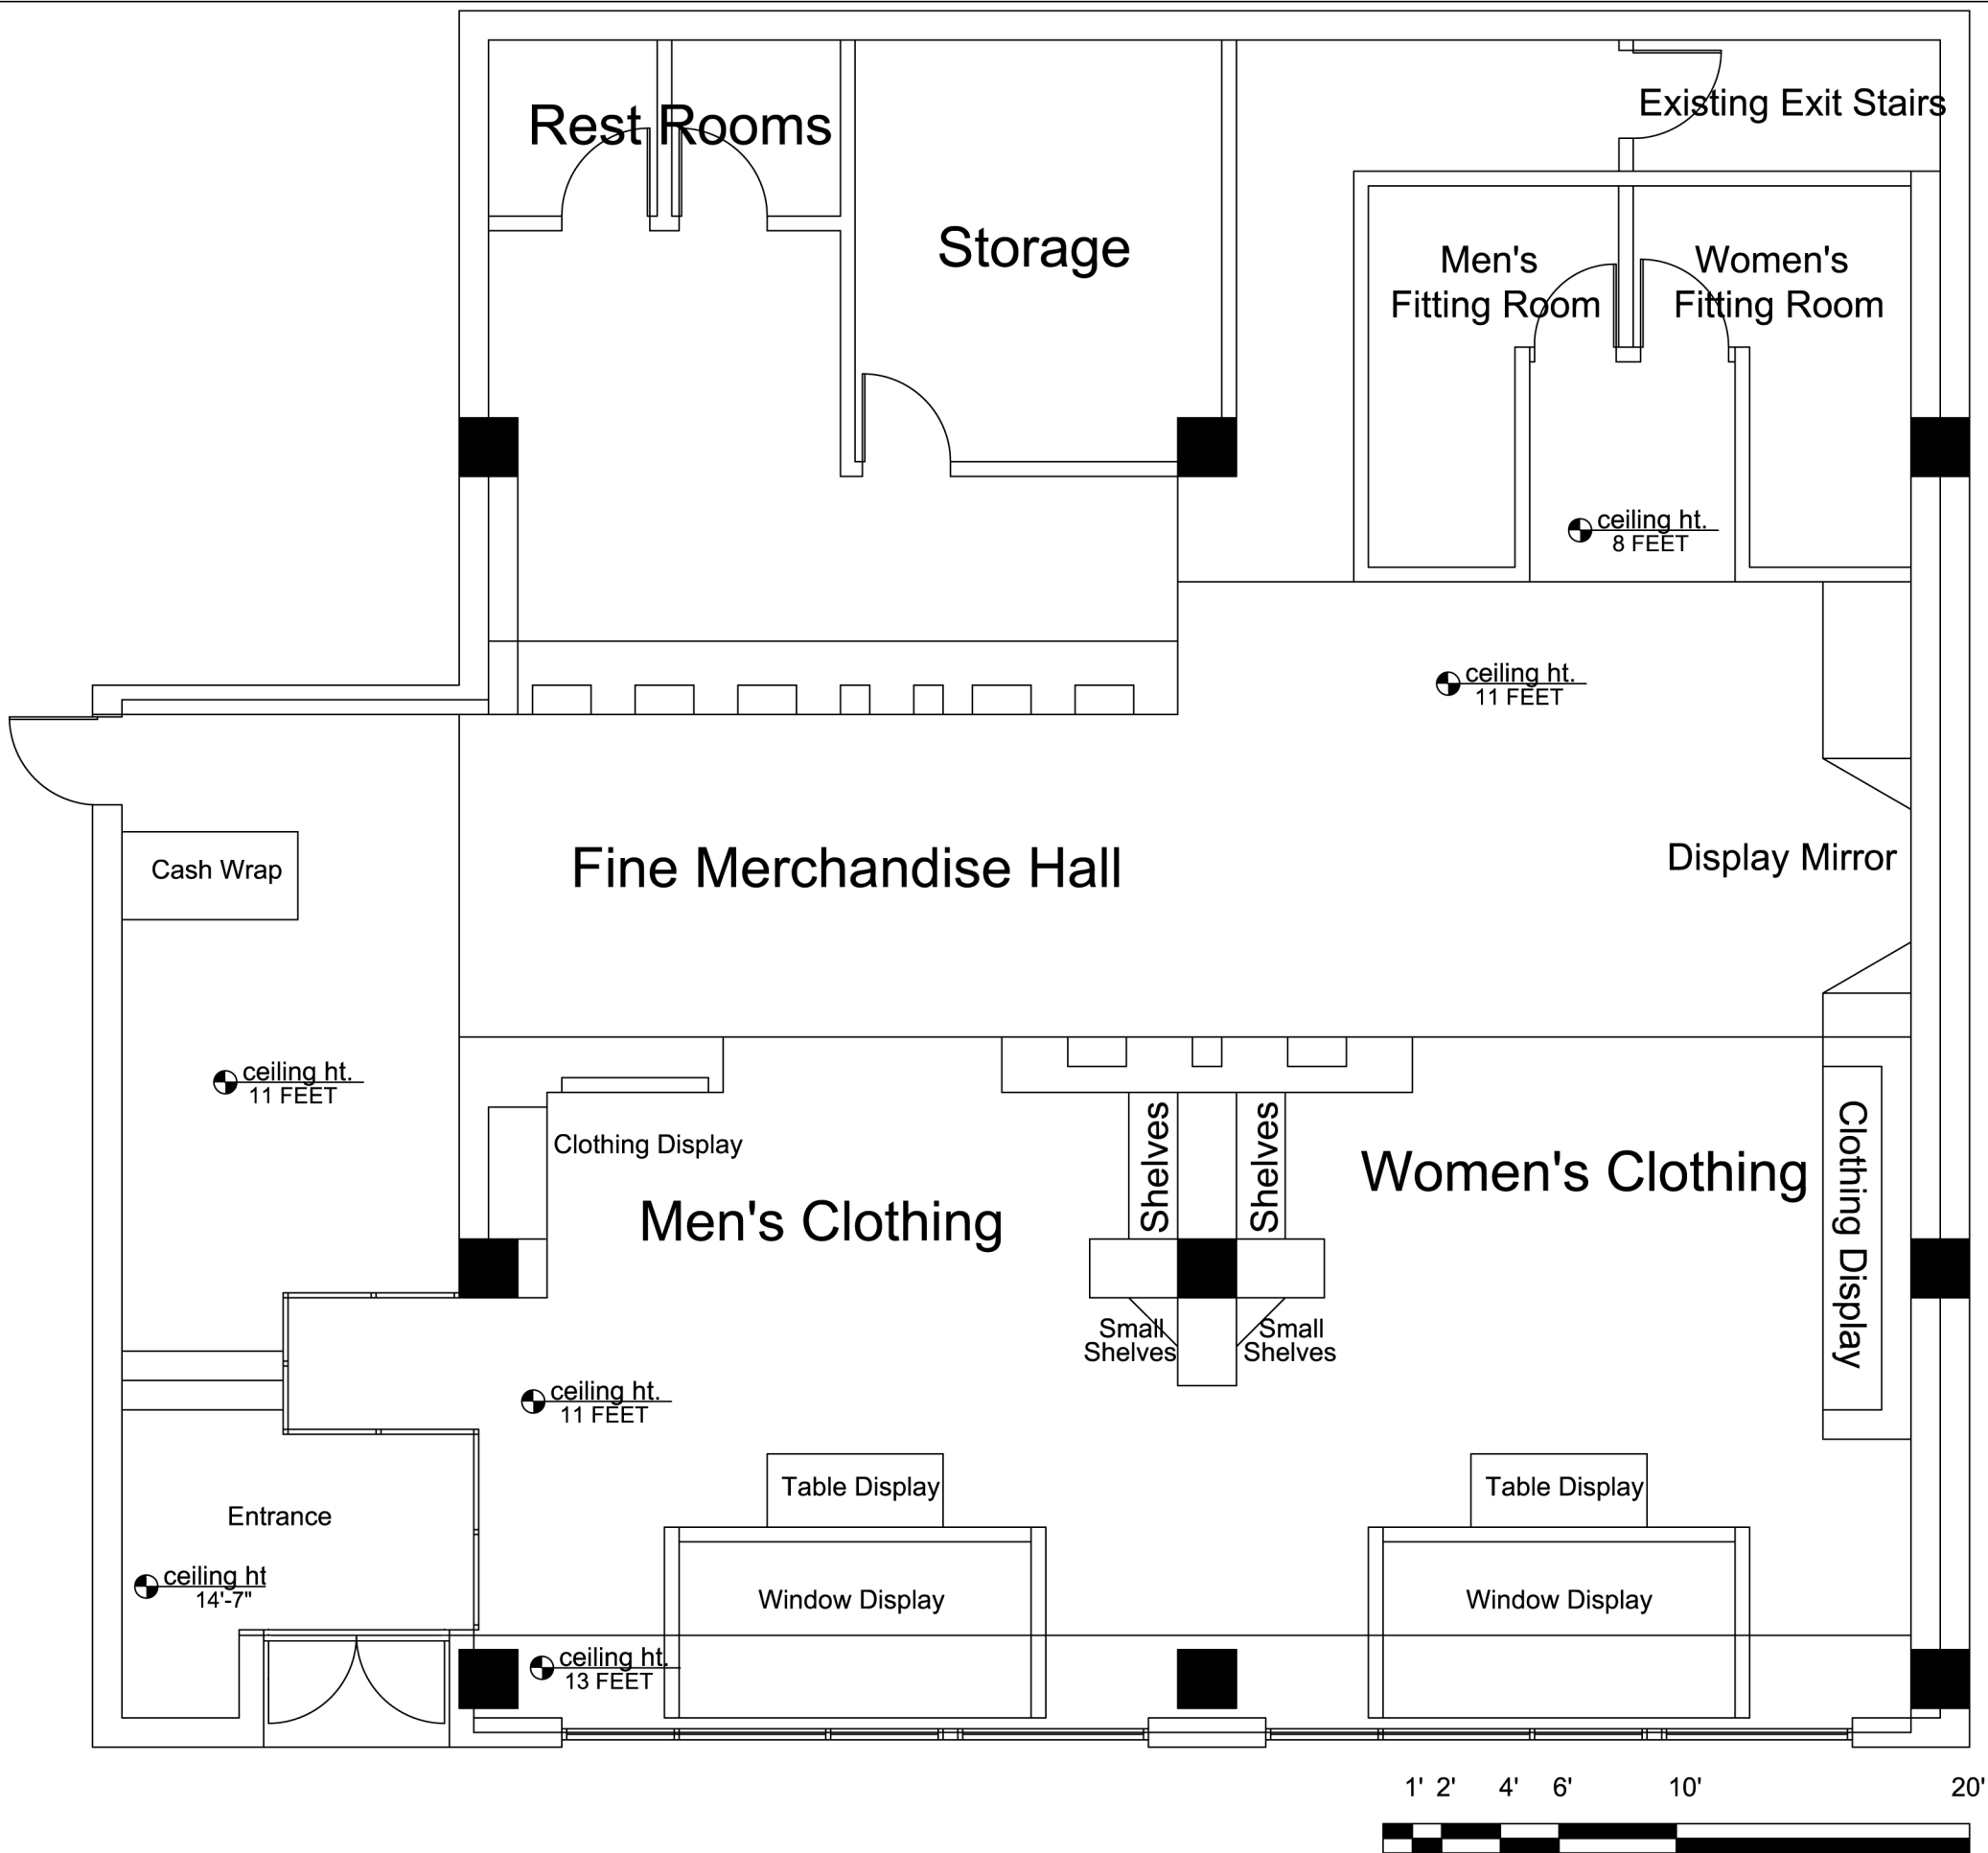 Rest Rooms
Existing Exit Stairs
Storage
Men's
Fitting Room
Women's
Fitting Room
ceiling ht.
8 FEET
ceiling ht.
11 FEET
Cash Wrap
Fine Merchandise Hall
Display Mirror
ceiling ht.
11 FEET
Clothing Display
Men's Clothing
Shelves
Shelves
Women's Clothing
Clothing Display
Small
Shelves
Small
Shelves
ceiling ht.
11 FEET
Table Display
Table Display
Entrance
ceiling ht
14'-7"
Window Display
Window Display
ceiling ht.
13 FEET
1' 2' 4' 6' 10' 20'